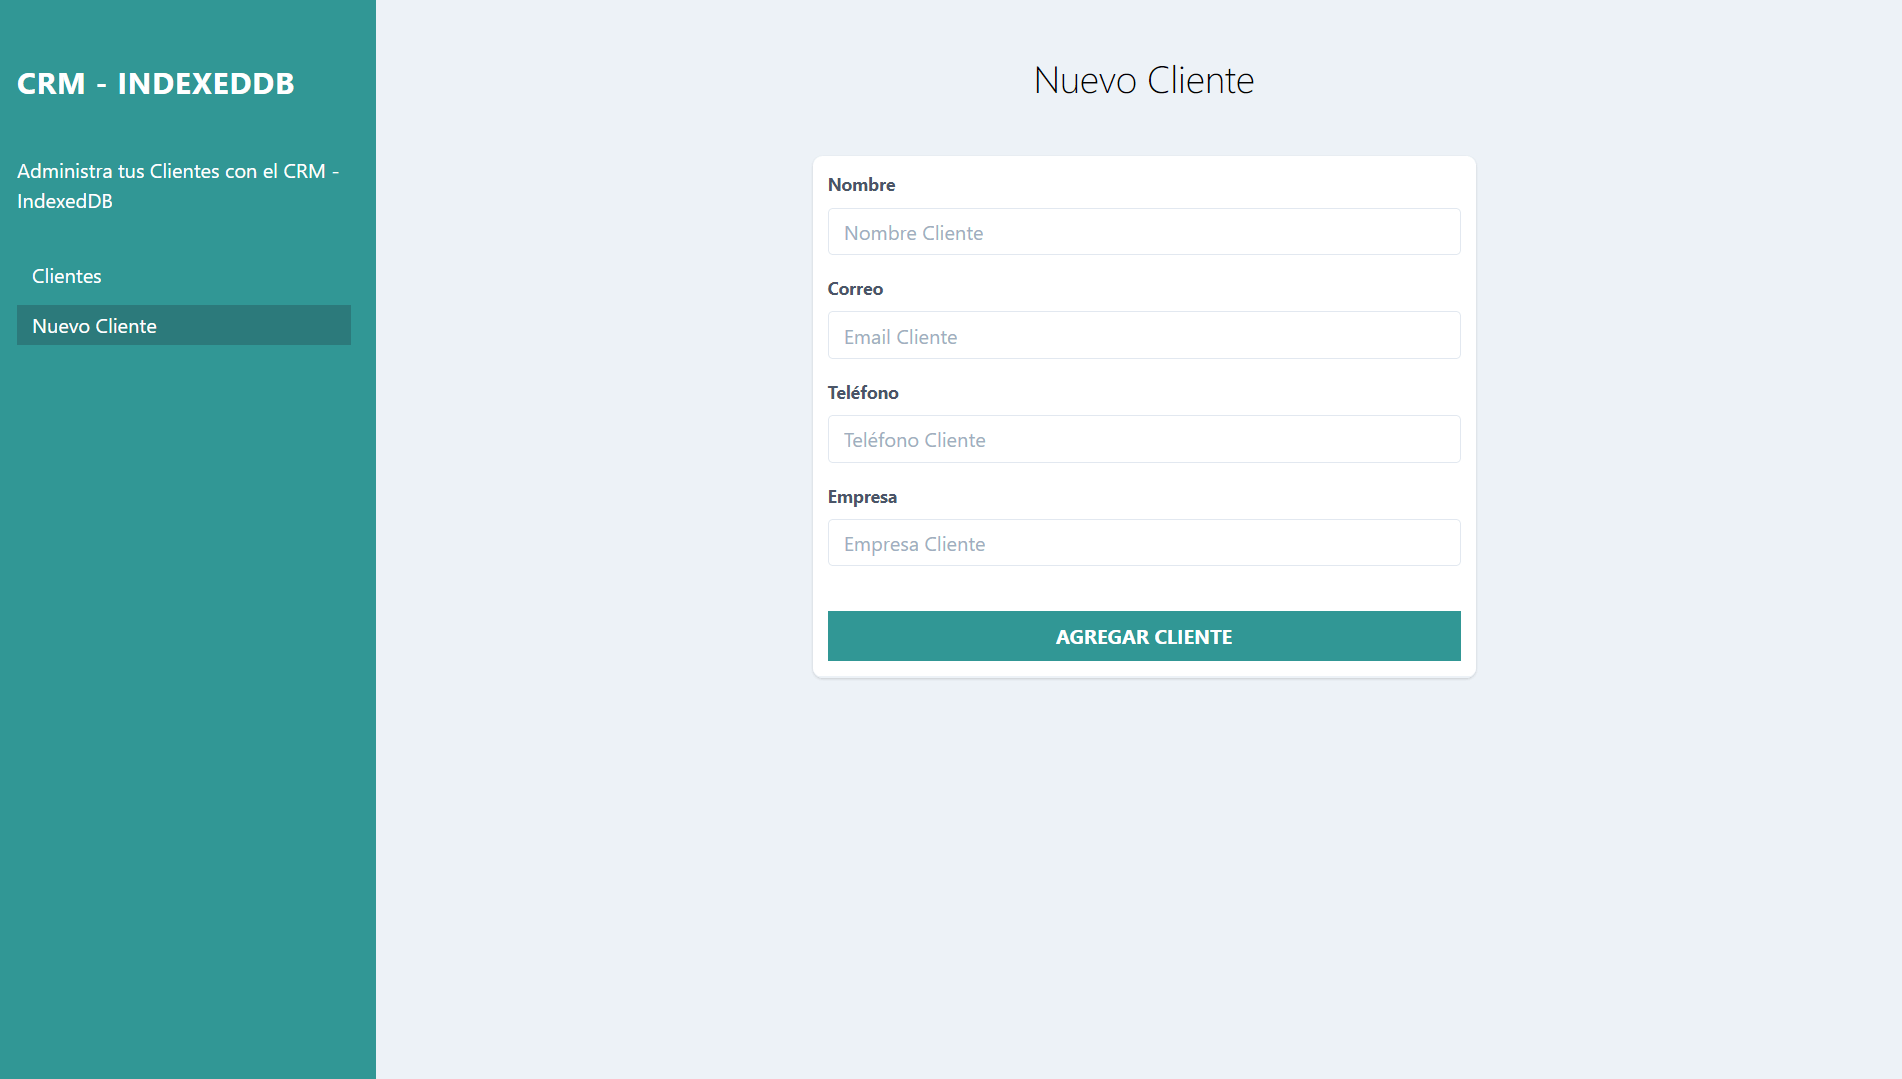 CRM - INDEXEDDB
Administra tus Clientes con el CRM -
IndexedDB
Clientes
Nuevo Cliente
Nuevo Cliente
Nombre
Nombre Cliente
Correo
Email Cliente
Teléfono
Teléfono Cliente
Empresa
Empresa Cliente
AGREGAR CLIENTE